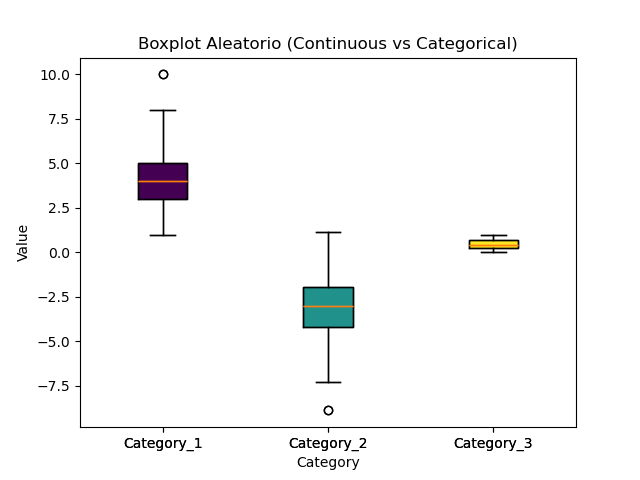 Boxplot Aleatorio (Continuous vs Categorical)
10.0
7.5
5.0
2.5
0.0
−2.5
−5.0
−7.5
Value
Category_1 Category_2 Category_3
Category